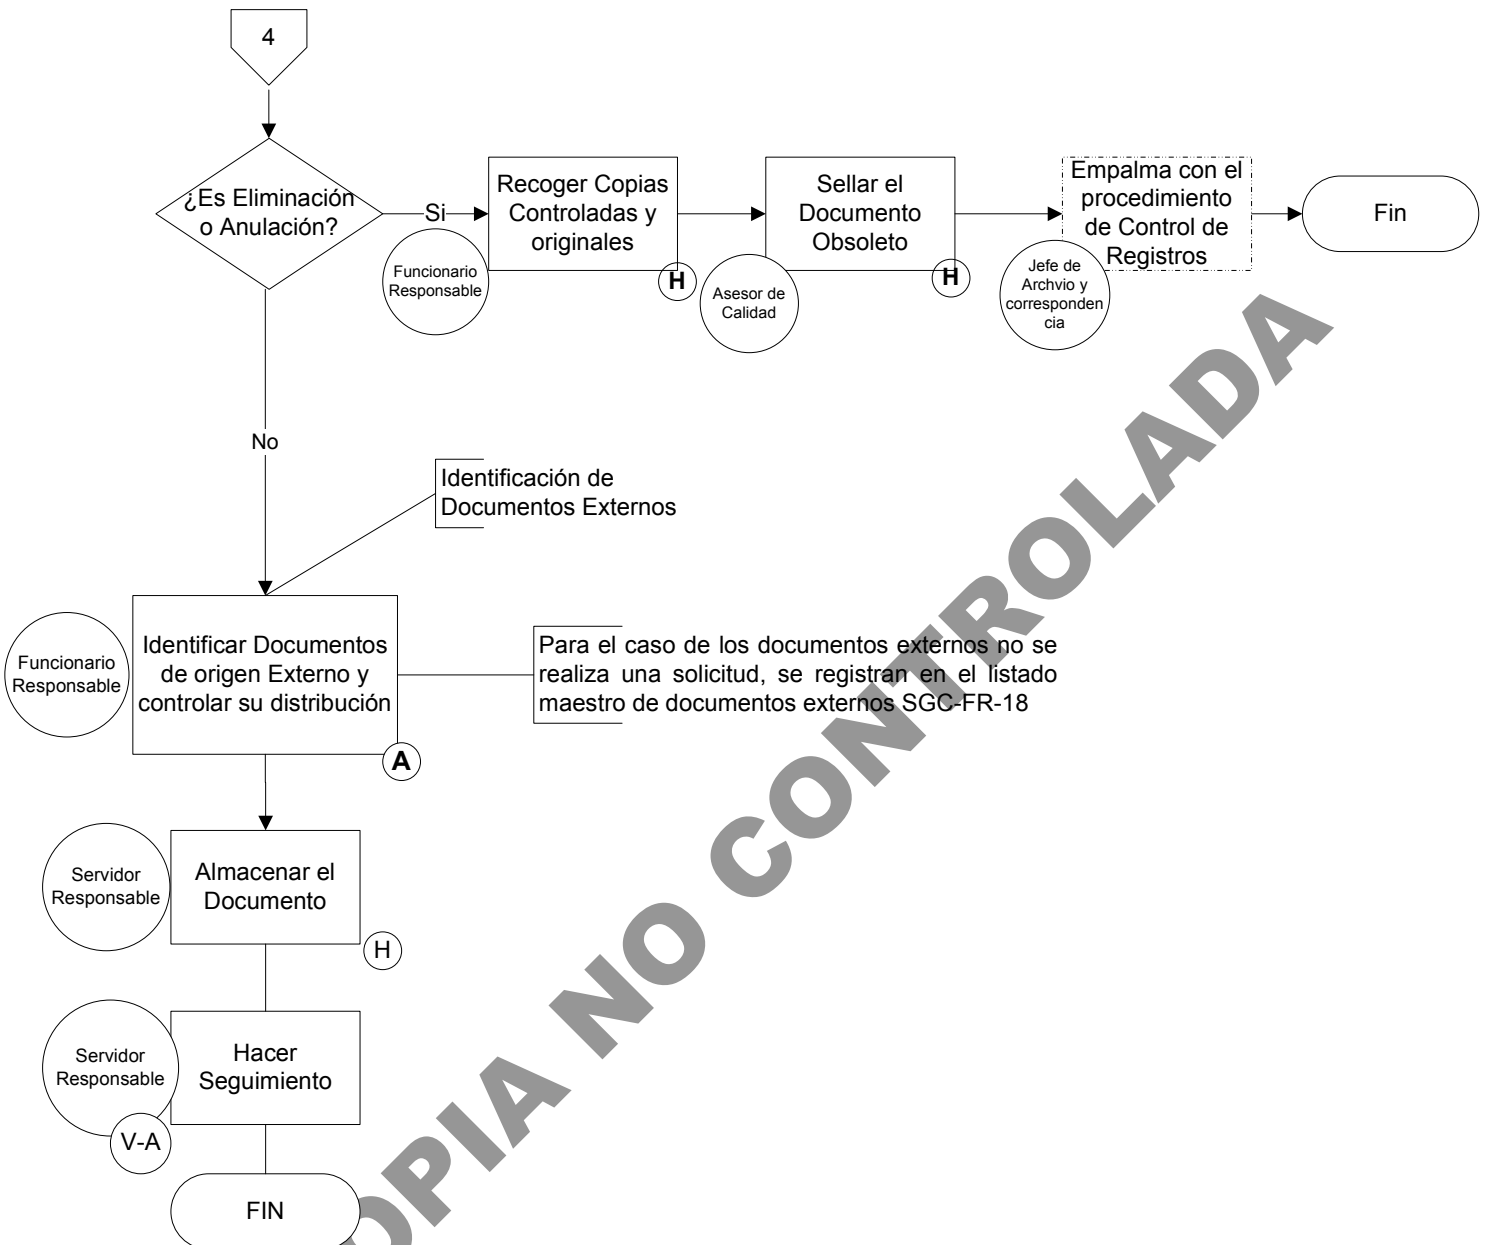 4
¿Es Eliminación
o Anulación?
Si
Recoger Copias
Controladas y
originales
Funcionario
Responsable
H
Sellar el
Documento
Obsoleto
Asesor de
Calidad
H
Empalma con el
procedimiento
de Control de
Registros
Jefe de
Archvio y
corresponden
cia
Fin
No
Identificación de
Documentos Externos
Funcionario
Responsable
Identificar Documentos
de origen Externo y
controlar su distribución
A
Para el caso de los documentos externos no se
realiza una solicitud, se registran en el listado
maestro de documentos externos SGC-FR-18
Servidor
Responsable
Almacenar el
Documento
H
Servidor
Responsable
Hacer
Seguimiento
V-A
FIN
OPIA NO CONTROLADA